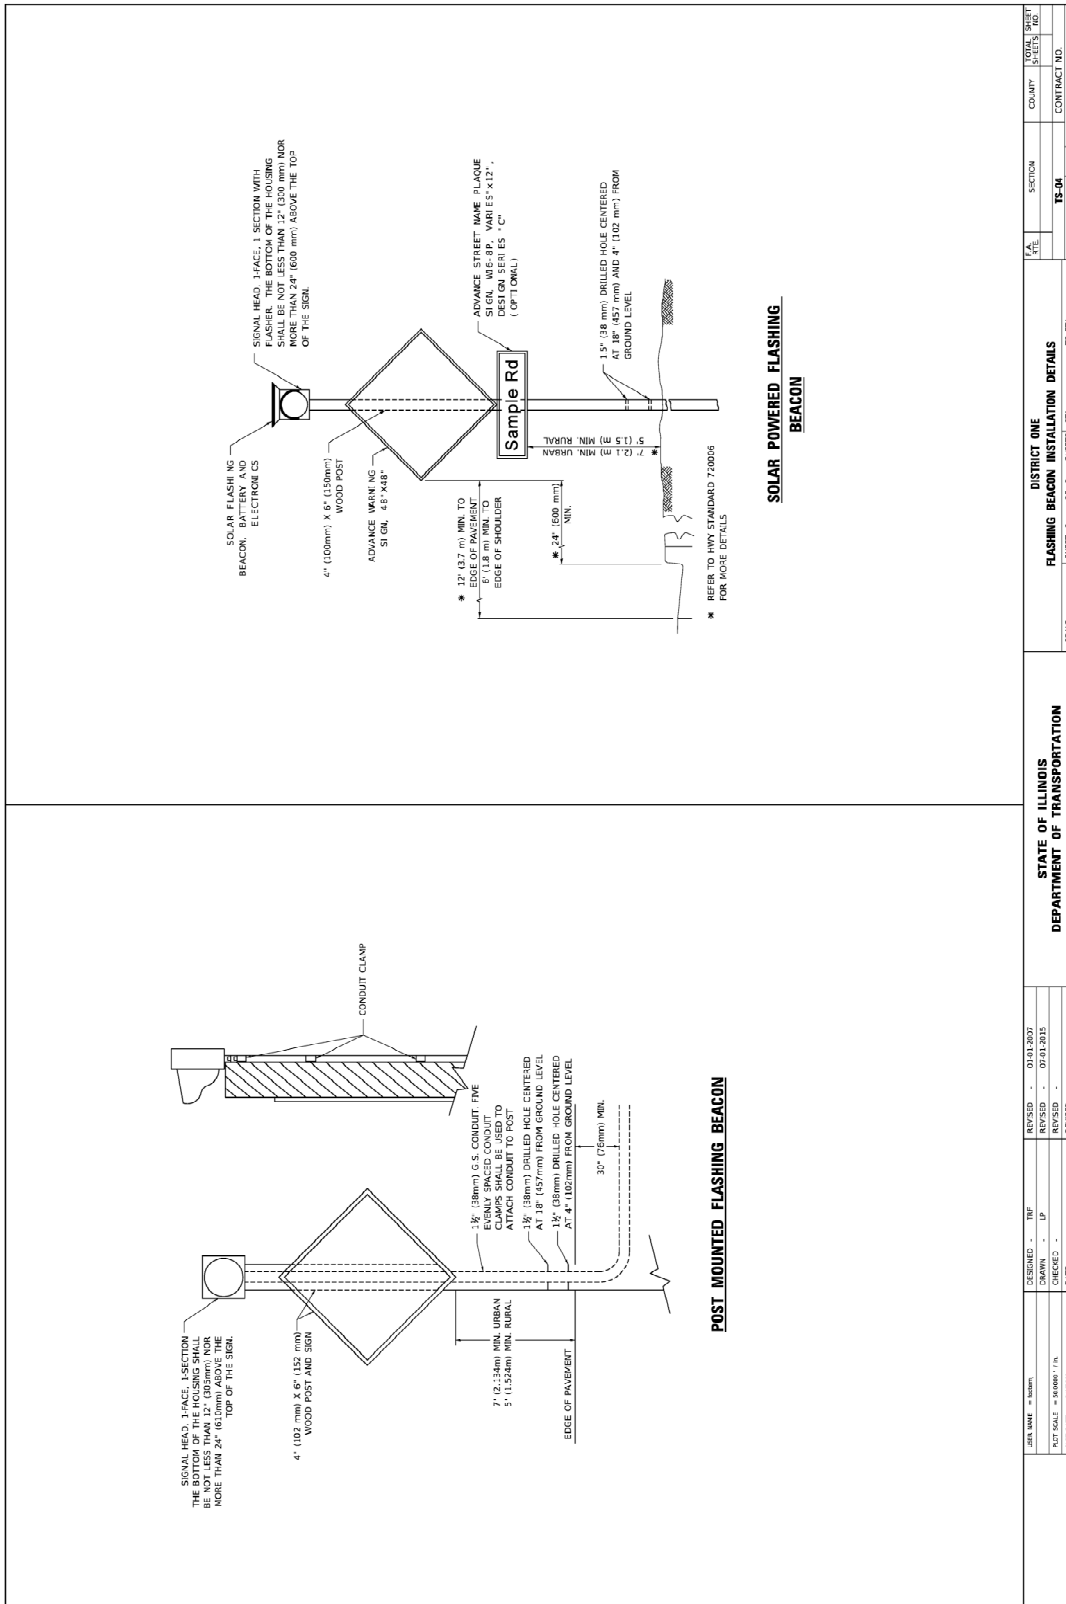 SIGNAL HEAD, 1-FACE, 1-SECTION
THE BOTTOM OF THE HOUSING SHALL
BE NOT LESS THAN 12" (305mm) NOR
MORE THAN 24" (610mm) ABOVE THE
TOP OF THE SIGN.
4" (102 mm) X 6" (152 mm)
WOOD POST AND SIGN
7' (2.134m) MIN. URBAN
5' (1.524m) MIN. RURAL
EDGE OF PAVEMENT
CONDUIT CLAMP
1½" (38mm) G.S. CONDUIT. FIVE
EVENLY SPACED CONDUIT
CLAMPS SHALL BE USED TO
ATTACH CONDUIT TO POST
1½" (38mm) DRILLED HOLE CENTERED
AT 18" (457mm) FROM GROUND LEVEL
1½" (38mm) DRILLED HOLE CENTERED
AT 4" (102mm) FROM GROUND LEVEL
30" (76mm) MIN.
POST MOUNTED FLASHING BEACON
SOLAR FLASHING
BEACON, BATTERY AND
ELECTRONICS
SIGNAL HEAD, 1-FACE, 1 SECTION WITH
FLASHER. THE BOTTOM OF THE HOUSING
SHALL BE NOT LESS THAN 12" (300 mm) NOR
MORE THAN 24" (600 mm) ABOVE THE TOP
OF THE SIGN.
4" (100mm) X 6" (150mm)
WOOD POST
ADVANCE WARNING
SIGN, 48"x48"
ADVANCE STREET NAME PLAQUE
SIGN, W16-8P, VARIES"x12",
DESIGN SERIES "C"
(OPTIONAL)
Sample Rd
* 12' (3.7 m) MIN. TO
EDGE OF PAVEMENT
6' (1.8 m) MIN. TO
EDGE OF SHOULDER
* 24" (600 mm)
MIN.
7' (2.1 m) MIN. URBAN
5' (1.5 m) MIN. RURAL
*
1.5" (38 mm) DRILLED HOLE CENTERED
AT 18" (457 mm) AND 4" (102 mm) FROM
GROUND LEVEL
* REFER TO HWY STANDARD 720006
FOR MORE DETAILS
SOLAR POWERED FLASHING
BEACON
USER NAME =
PLOT SCALE =
DESIGNED - TRF
DRAWN - LP
CHECKED -
REVISED - 01-01-2007
REVISED - 07-01-2015
REVISED -
STATE OF ILLINOIS
DEPARTMENT OF TRANSPORTATION
DISTRICT ONE
FLASHING BEACON INSTALLATION DETAILS
F.A.
RTE.
SECTION
COUNTY
TOTAL
SHEETS
SHEET
NO.
TS-04
CONTRACT NO.